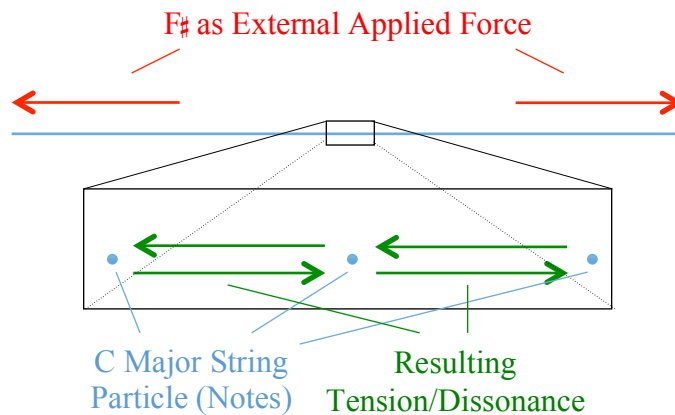 F♯ as External Applied Force
C Major String
Particle (Notes)
Resulting
Tension/Dissonance